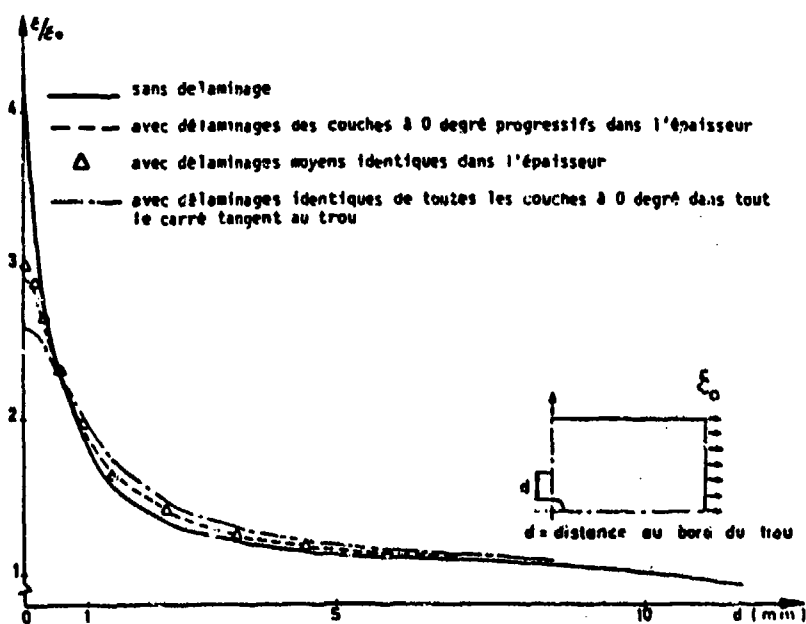 ε/ε₀
sans delaminage
avec délaminages des couches à 0 degré progressifs dans l'épaisseur
avec délaminages moyens identiques dans l'épaisseur
avec délaminages identiques de toutes les couches à 0 degré dans tout
le carré tangent au trou
4
3
2
1
ε₀
d
d = distance au bord du trou
0
1
5
10
d (mm)